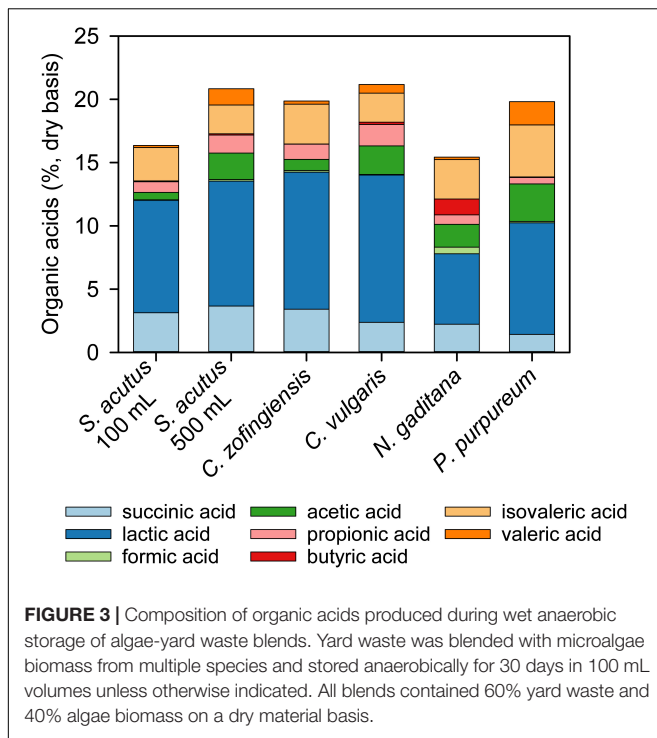 25
20
15
10
5
0
Organic acids (%, dry basis)
S. acutus
100 mL
S. acutus
500 mL
C. zofingiensis
C. vulgaris
N. gaditana
P. purpureum
succinic acid acetic acid isovaleric acid
lactic acid propionic acid valeric acid
formic acid butyric acid
FIGURE 3 | Composition of organic acids produced during wet anaerobic
storage of algae-yard waste blends. Yard waste was blended with microalgae
biomass from multiple species and stored anaerobically for 30 days in 100 mL
volumes unless otherwise indicated. All blends contained 60% yard waste and
40% algae biomass on a dry material basis.